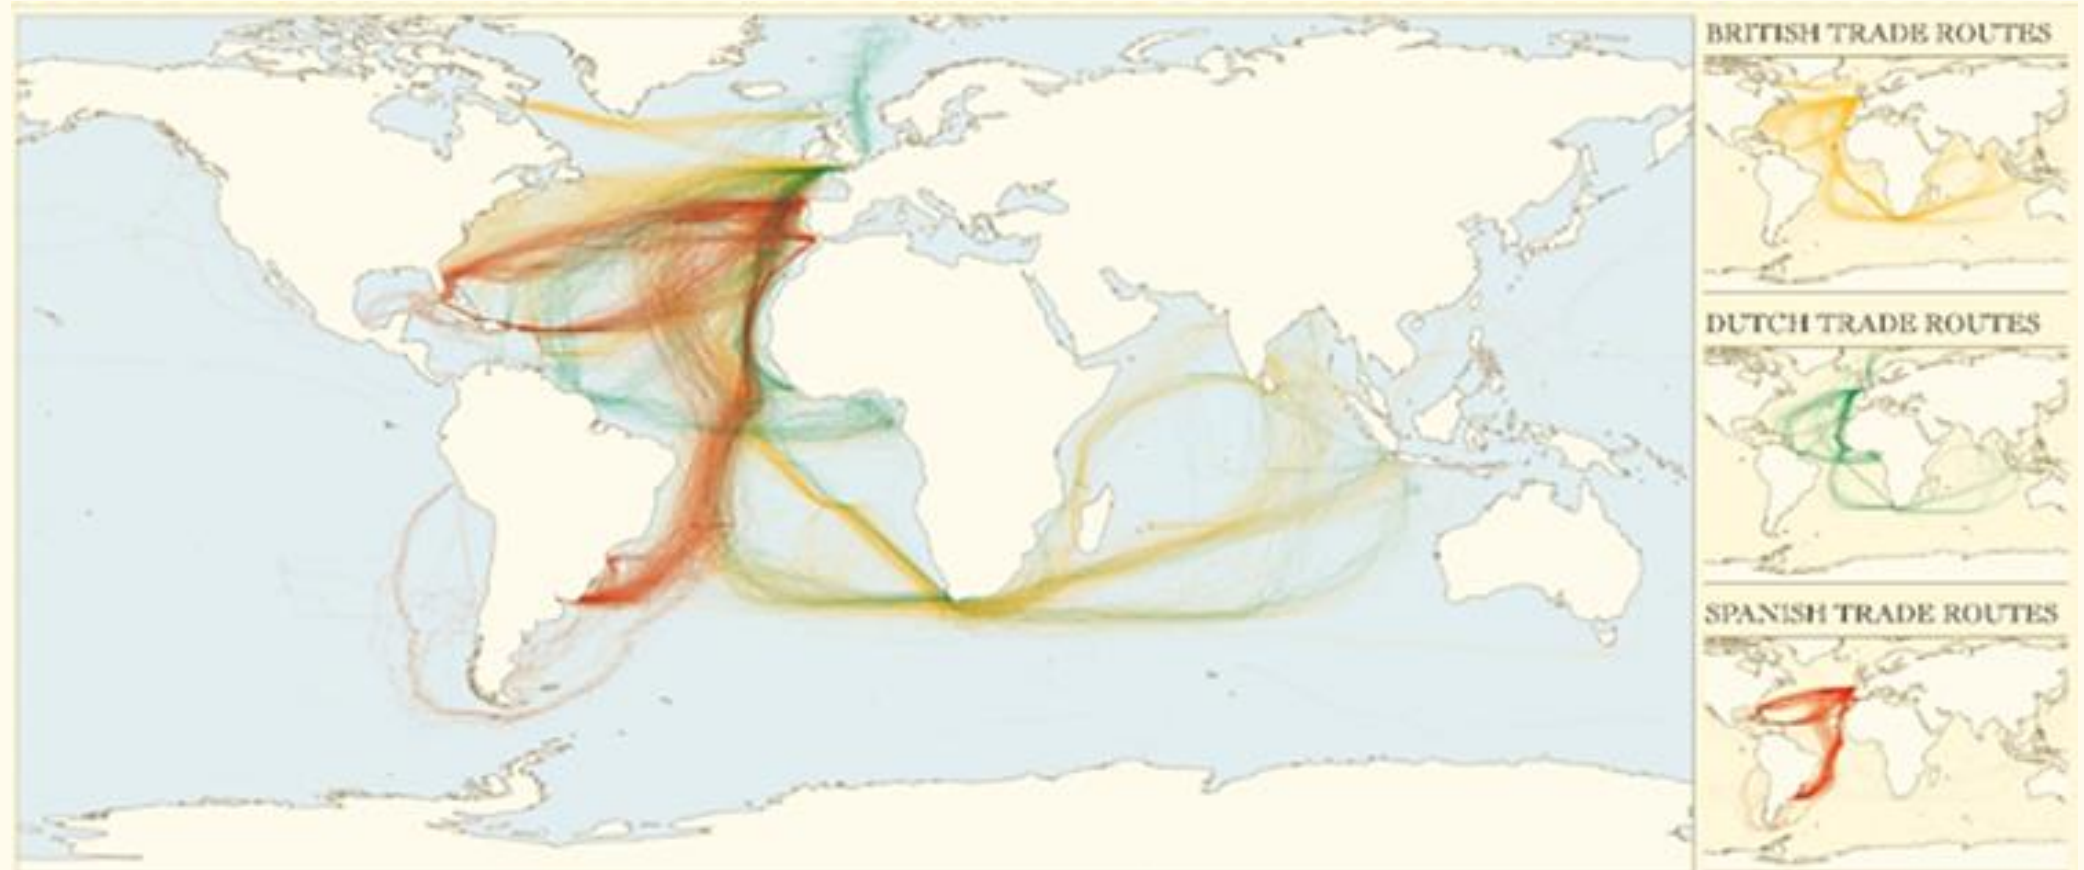 BRITISH TRADE ROUTES
DUTCH TRADE ROUTES
SPANISH TRADE ROUTES